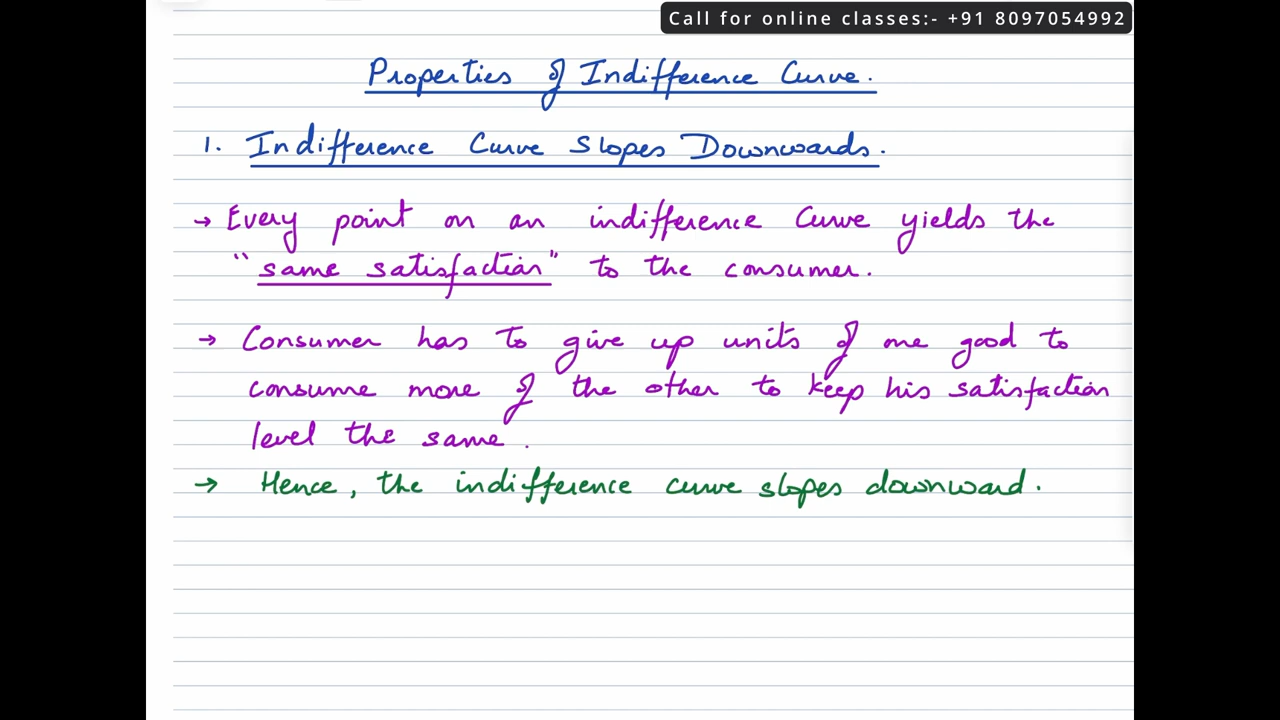 Call for online classes:- +91 8097054992
Properties of Indifference Curve.
1. Indifference Curve Slopes Downwards.
→ Every point on an indifference Curve yields the
"same satisfaction" to the consumer.
→ Consumer has to give up units of one good to
consume more of the other to keep his satisfaction
level the same.
→ Hence, the indifference curve slopes downward.